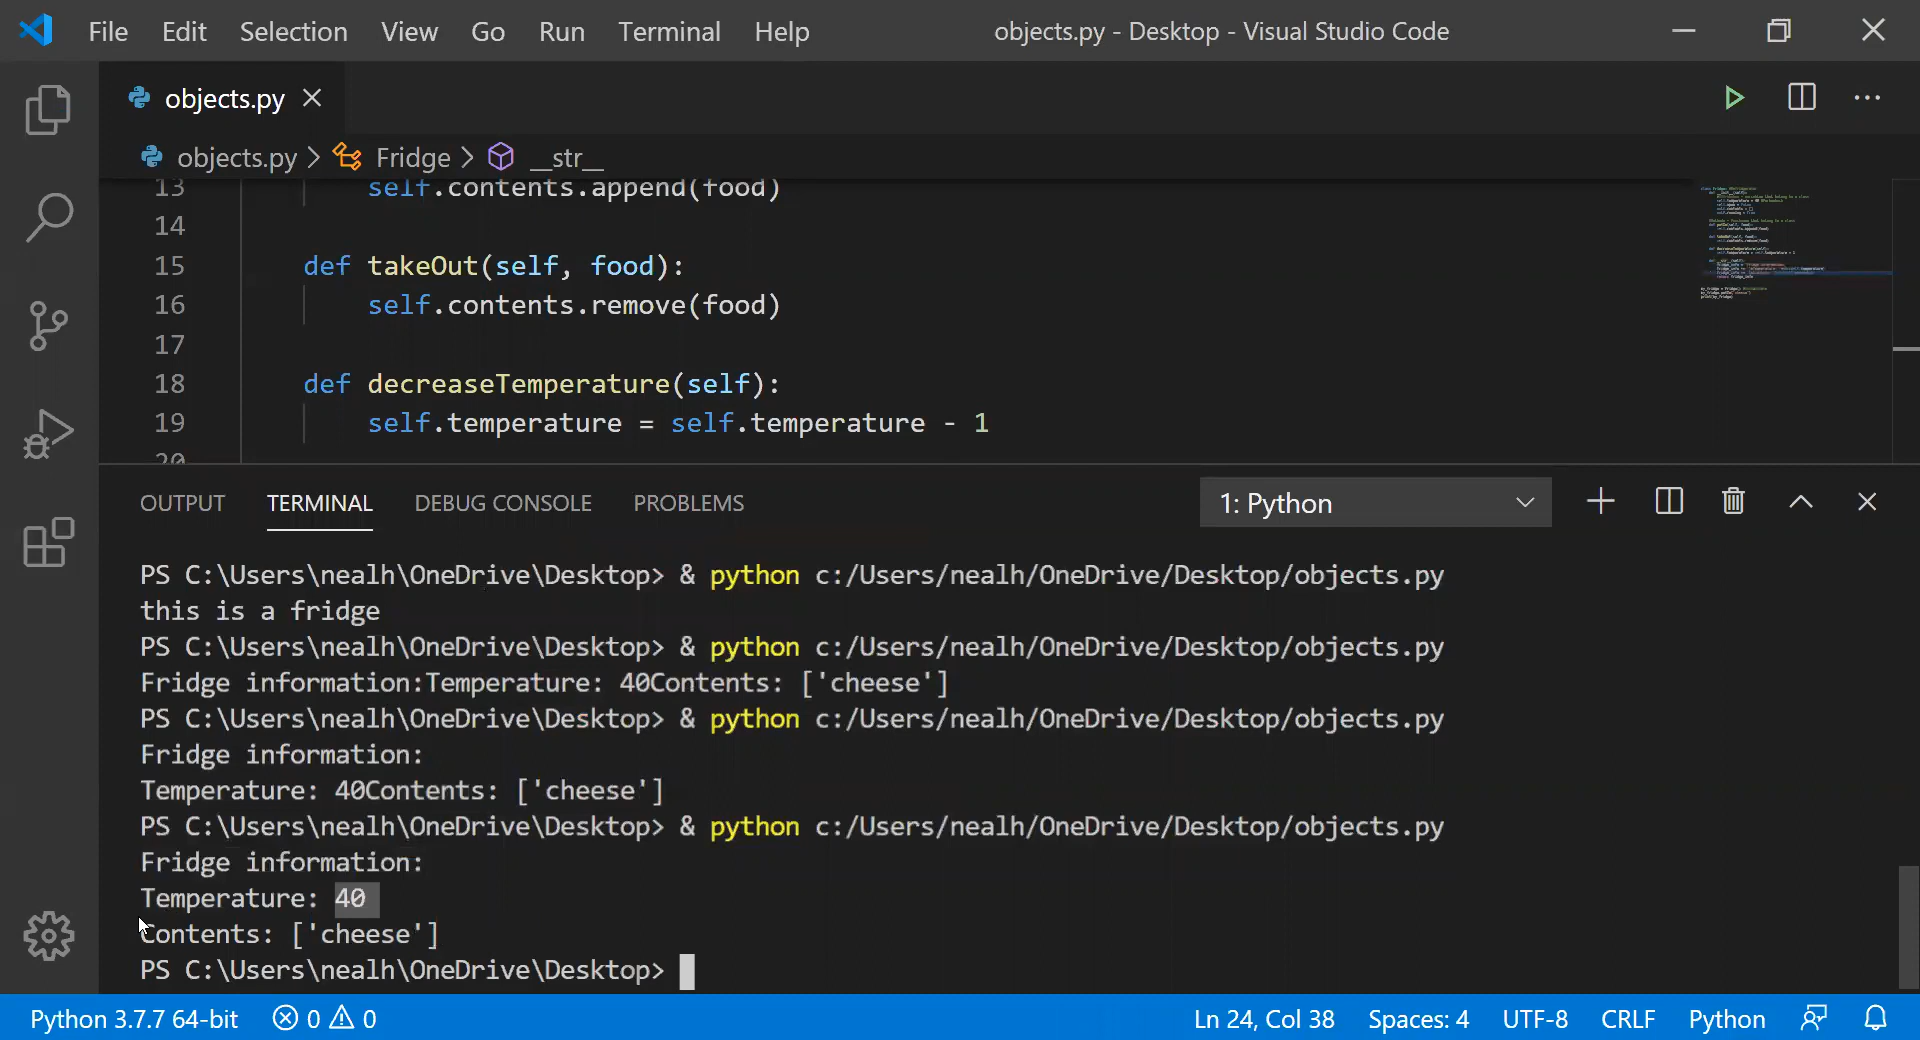 File Edit Selection View Go Run Terminal Help objects.py - Desktop - Visual Studio Code
objects.py
objects.py > Fridge > __str__
13 self.contents.append(food)
14
15 def takeOut(self, food):
16 self.contents.remove(food)
17
18 def decreaseTemperature(self):
19 self.temperature = self.temperature - 1
20
OUTPUT TERMINAL DEBUG CONSOLE PROBLEMS 1: Python
PS C:\Users\nealh\OneDrive\Desktop> & python c:/Users/nealh/OneDrive/Desktop/objects.py
this is a fridge
PS C:\Users\nealh\OneDrive\Desktop> & python c:/Users/nealh/OneDrive/Desktop/objects.py
Fridge information:Temperature: 40Contents: ['cheese']
PS C:\Users\nealh\OneDrive\Desktop> & python c:/Users/nealh/OneDrive/Desktop/objects.py
Fridge information:
Temperature: 40Contents: ['cheese']
PS C:\Users\nealh\OneDrive\Desktop> & python c:/Users/nealh/OneDrive/Desktop/objects.py
Fridge information:
Temperature: 40
Contents: ['cheese']
PS C:\Users\nealh\OneDrive\Desktop>
Python 3.7.7 64-bit 0 0 Ln 24, Col 38 Spaces: 4 UTF-8 CRLF Python